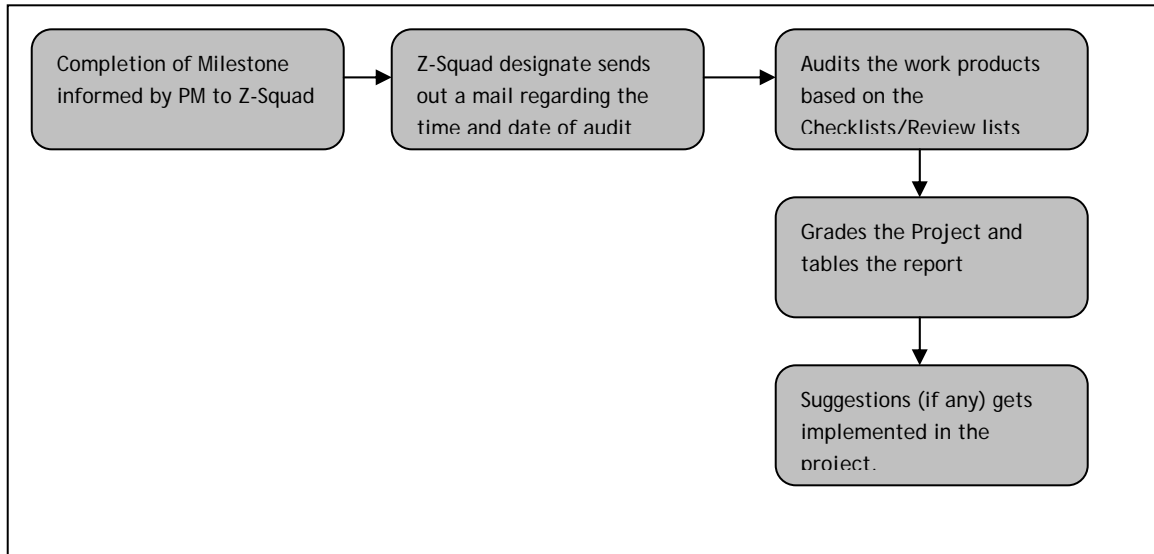 Completion of Milestone
informed by PM to Z-Squad
Z-Squad designate sends
out a mail regarding the
time and date of audit
Audits the work products
based on the
Checklists/Review lists
Grades the Project and
tables the report
Suggestions (if any) gets
implemented in the
project.